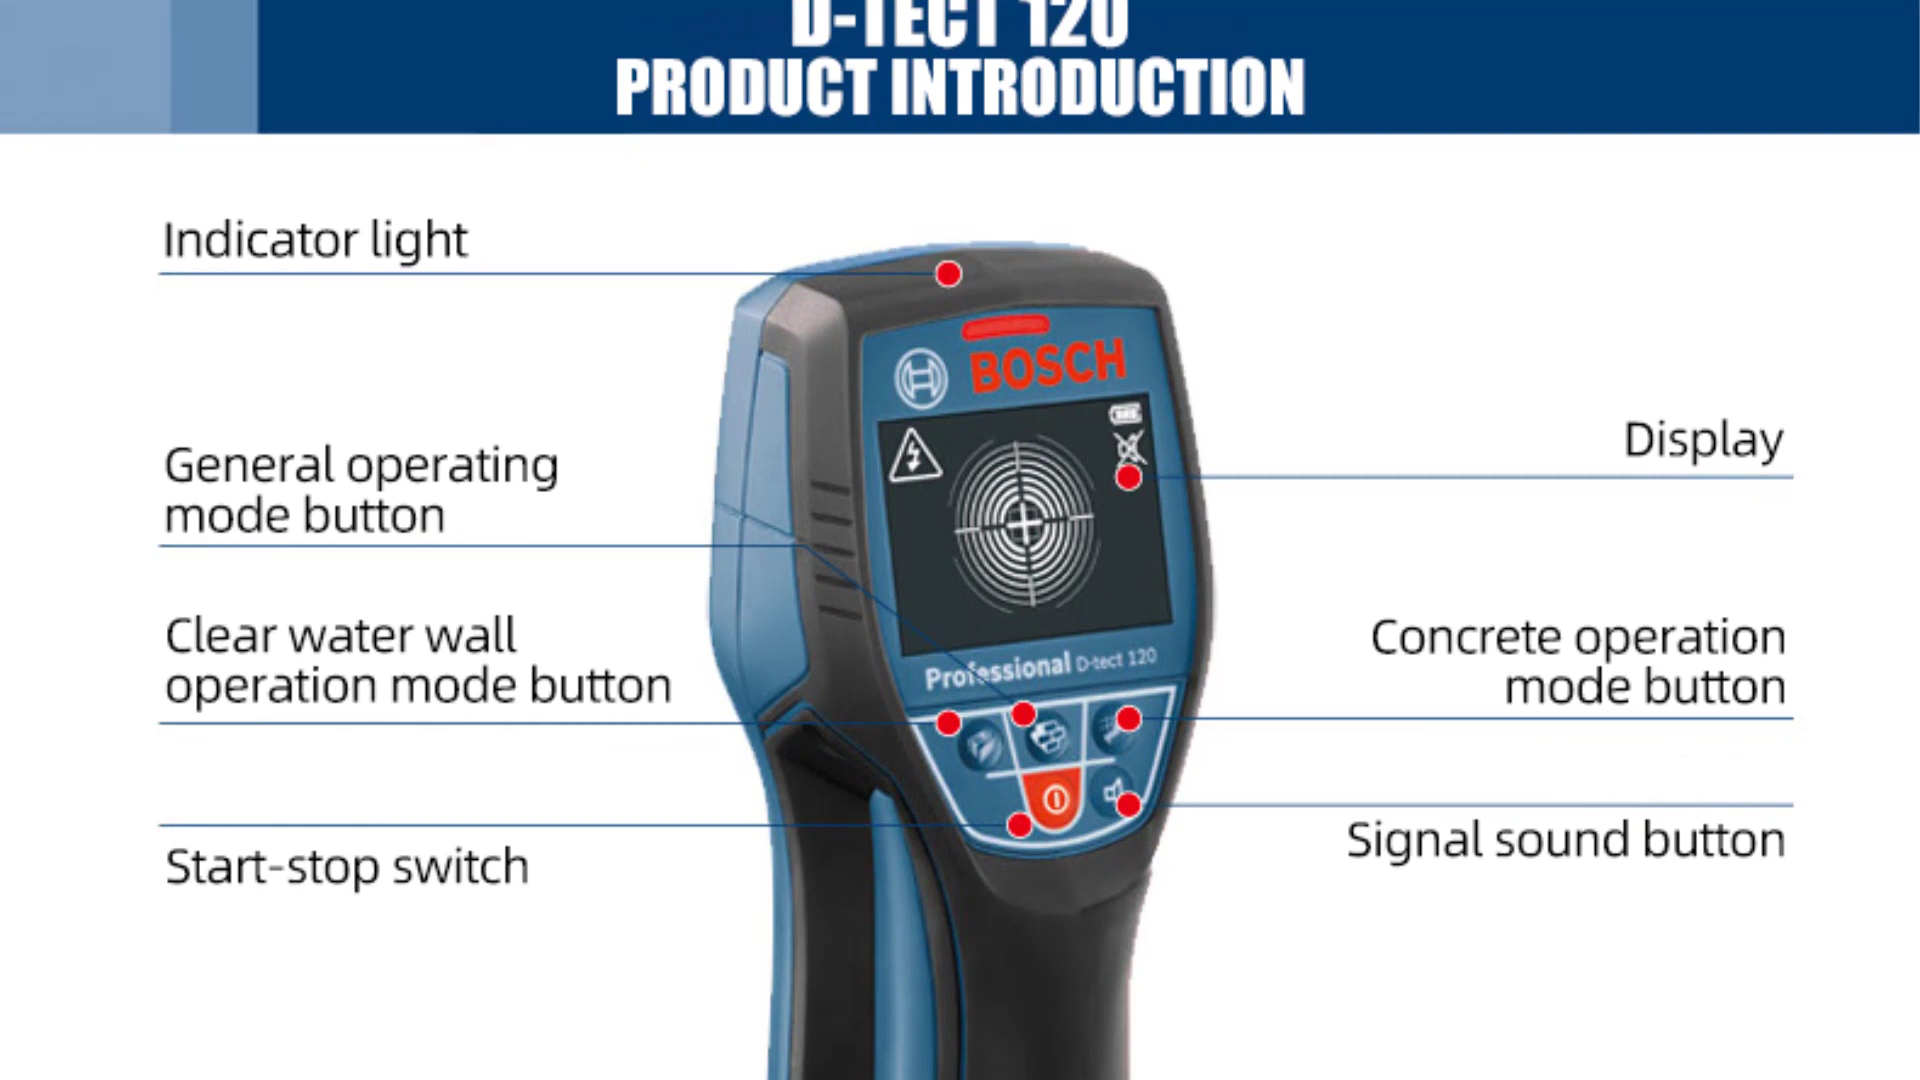 D-TECT 120
PRODUCT INTRODUCTION
Indicator light
BOSCH
General operating
mode button
Display
Clear water wall
operation mode button
Concrete operation
mode button
Professional D-tect 120
Start-stop switch
Signal sound button